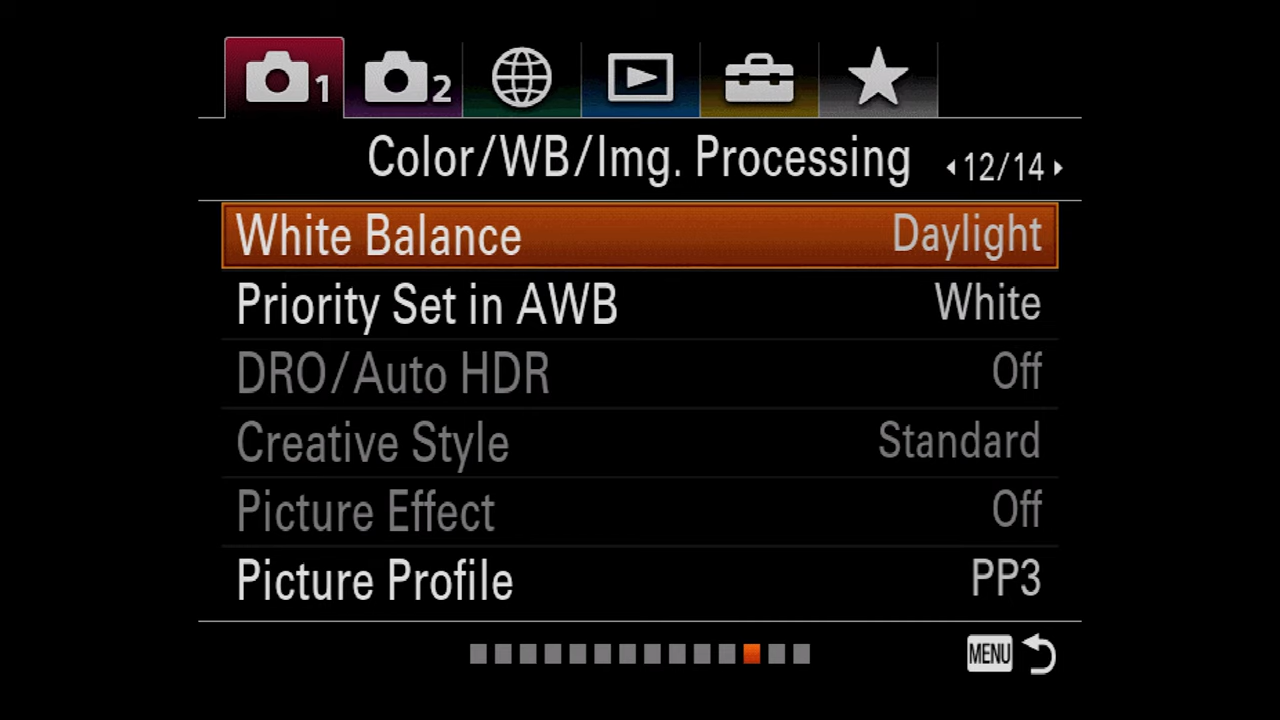 1 2
Color/WB/Img. Processing 12/14
White Balance Daylight
Priority Set in AWB White
DRO/Auto HDR Off
Creative Style Standard
Picture Effect Off
Picture Profile PP3
MENU